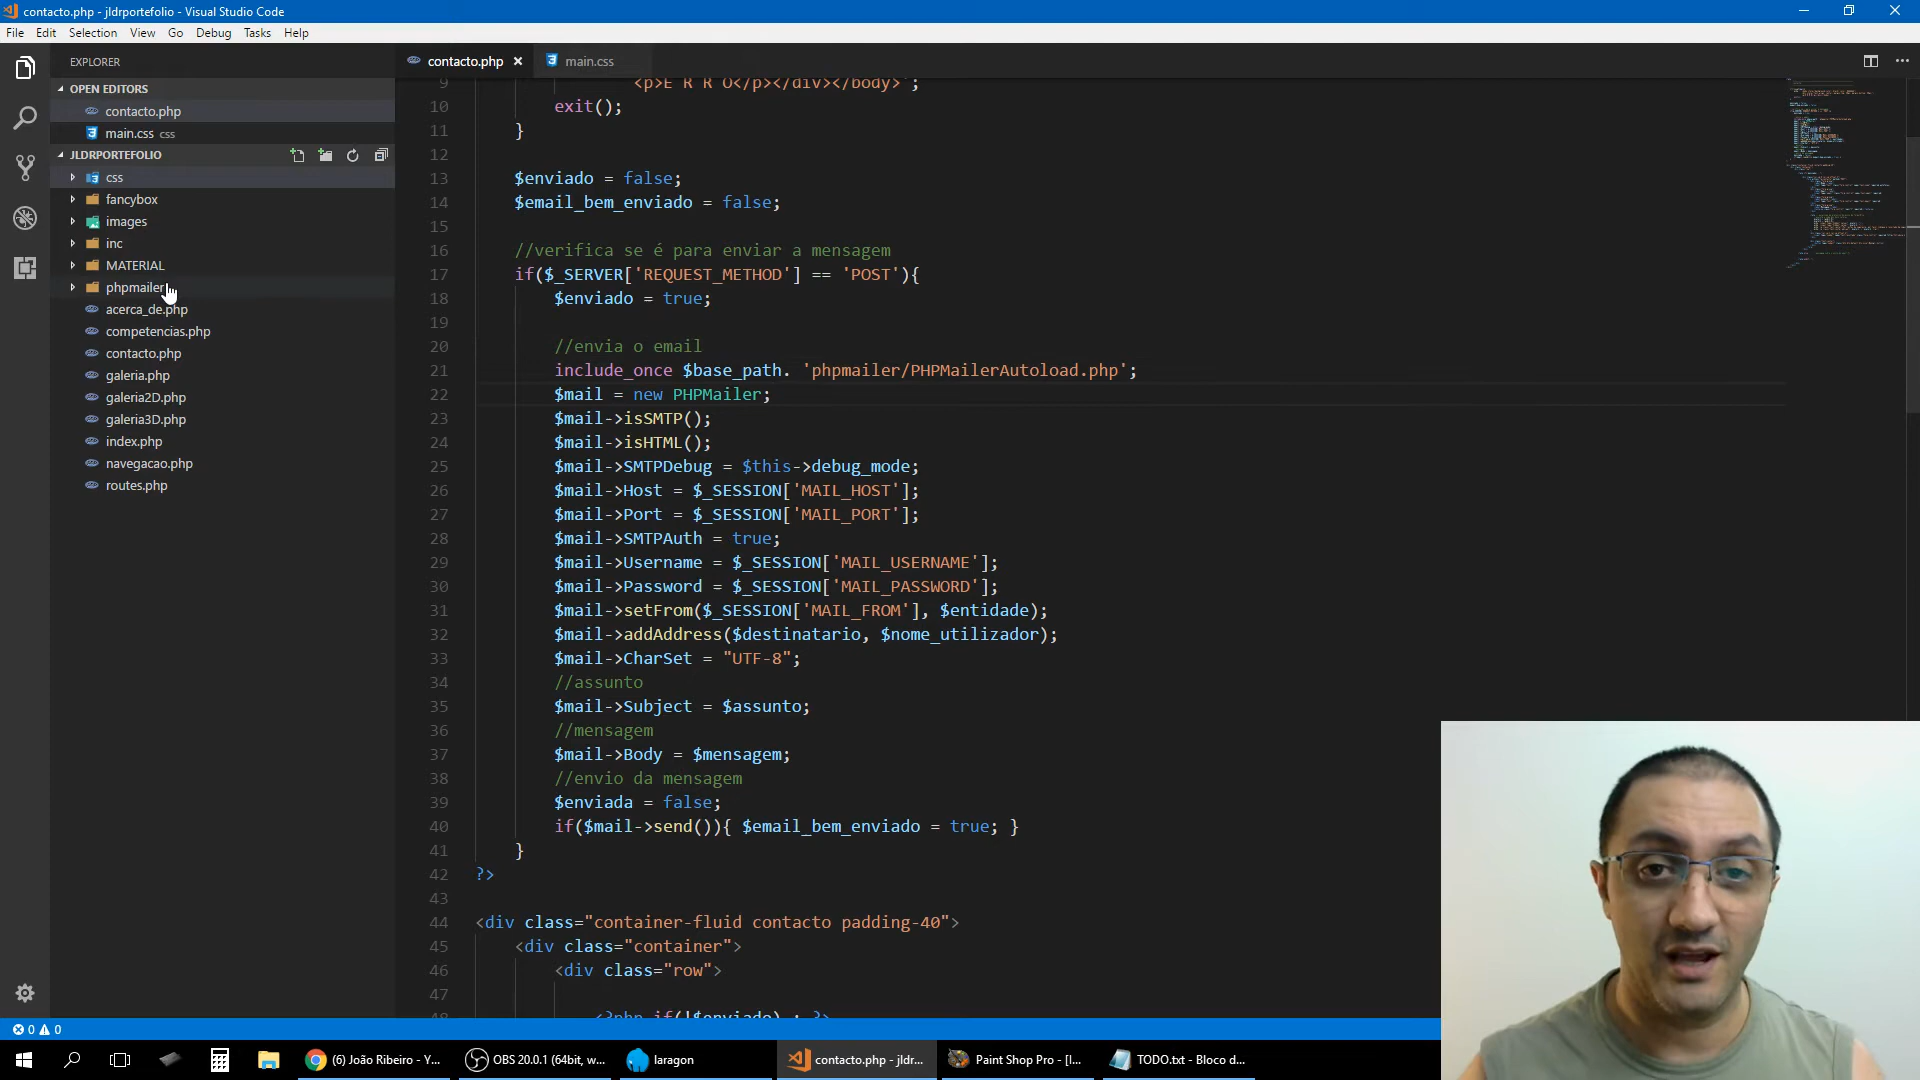 contacto.php - jldrportefolio - Visual Studio Code
File Edit Selection View Go Debug Tasks Help
EXPLORER
OPEN EDITORS
contacto.php
main.css css
JLDRPORTEFOLIO
css
fancybox
images
inc
MATERIAL
phpmailer
acerca_de.php
competencias.php
contacto.php
galeria.php
galeria2D.php
galeria3D.php
index.php
navegacao.php
routes.php
contacto.php main.css
9 <p>E R R O</p></div></body>';
10 exit();
11 }
12
13 $enviado = false;
14 $email_bem_enviado = false;
15
16 //verifica se é para enviar a mensagem
17 if($_SERVER['REQUEST_METHOD'] == 'POST'){
18 $enviado = true;
19
20 //envia o email
21 include_once $base_path. 'phpmailer/PHPMailerAutoload.php';
22 $mail = new PHPMailer;
23 $mail->isSMTP();
24 $mail->isHTML();
25 $mail->SMTPDebug = $this->debug_mode;
26 $mail->Host = $_SESSION['MAIL_HOST'];
27 $mail->Port = $_SESSION['MAIL_PORT'];
28 $mail->SMTPAuth = true;
29 $mail->Username = $_SESSION['MAIL_USERNAME'];
30 $mail->Password = $_SESSION['MAIL_PASSWORD'];
31 $mail->setFrom($_SESSION['MAIL_FROM'], $entidade);
32 $mail->addAddress($destinatario, $nome_utilizador);
33 $mail->CharSet = "UTF-8";
34 //assunto
35 $mail->Subject = $assunto;
36 //mensagem
37 $mail->Body = $mensagem;
38 //envio da mensagem
39 $enviada = false;
40 if($mail->send()){ $email_bem_enviado = true; }
41 }
42 ?>
43
44 <div class="container-fluid contacto padding-40">
45 <div class="container">
46 <div class="row">
47
48 <?php if(!$enviado) : ?>
0 0
(6) João Ribeiro - Y... OBS 20.0.1 (64bit, w... laragon contacto.php - jldr... Paint Shop Pro - [I... TODO.txt - Bloco d...